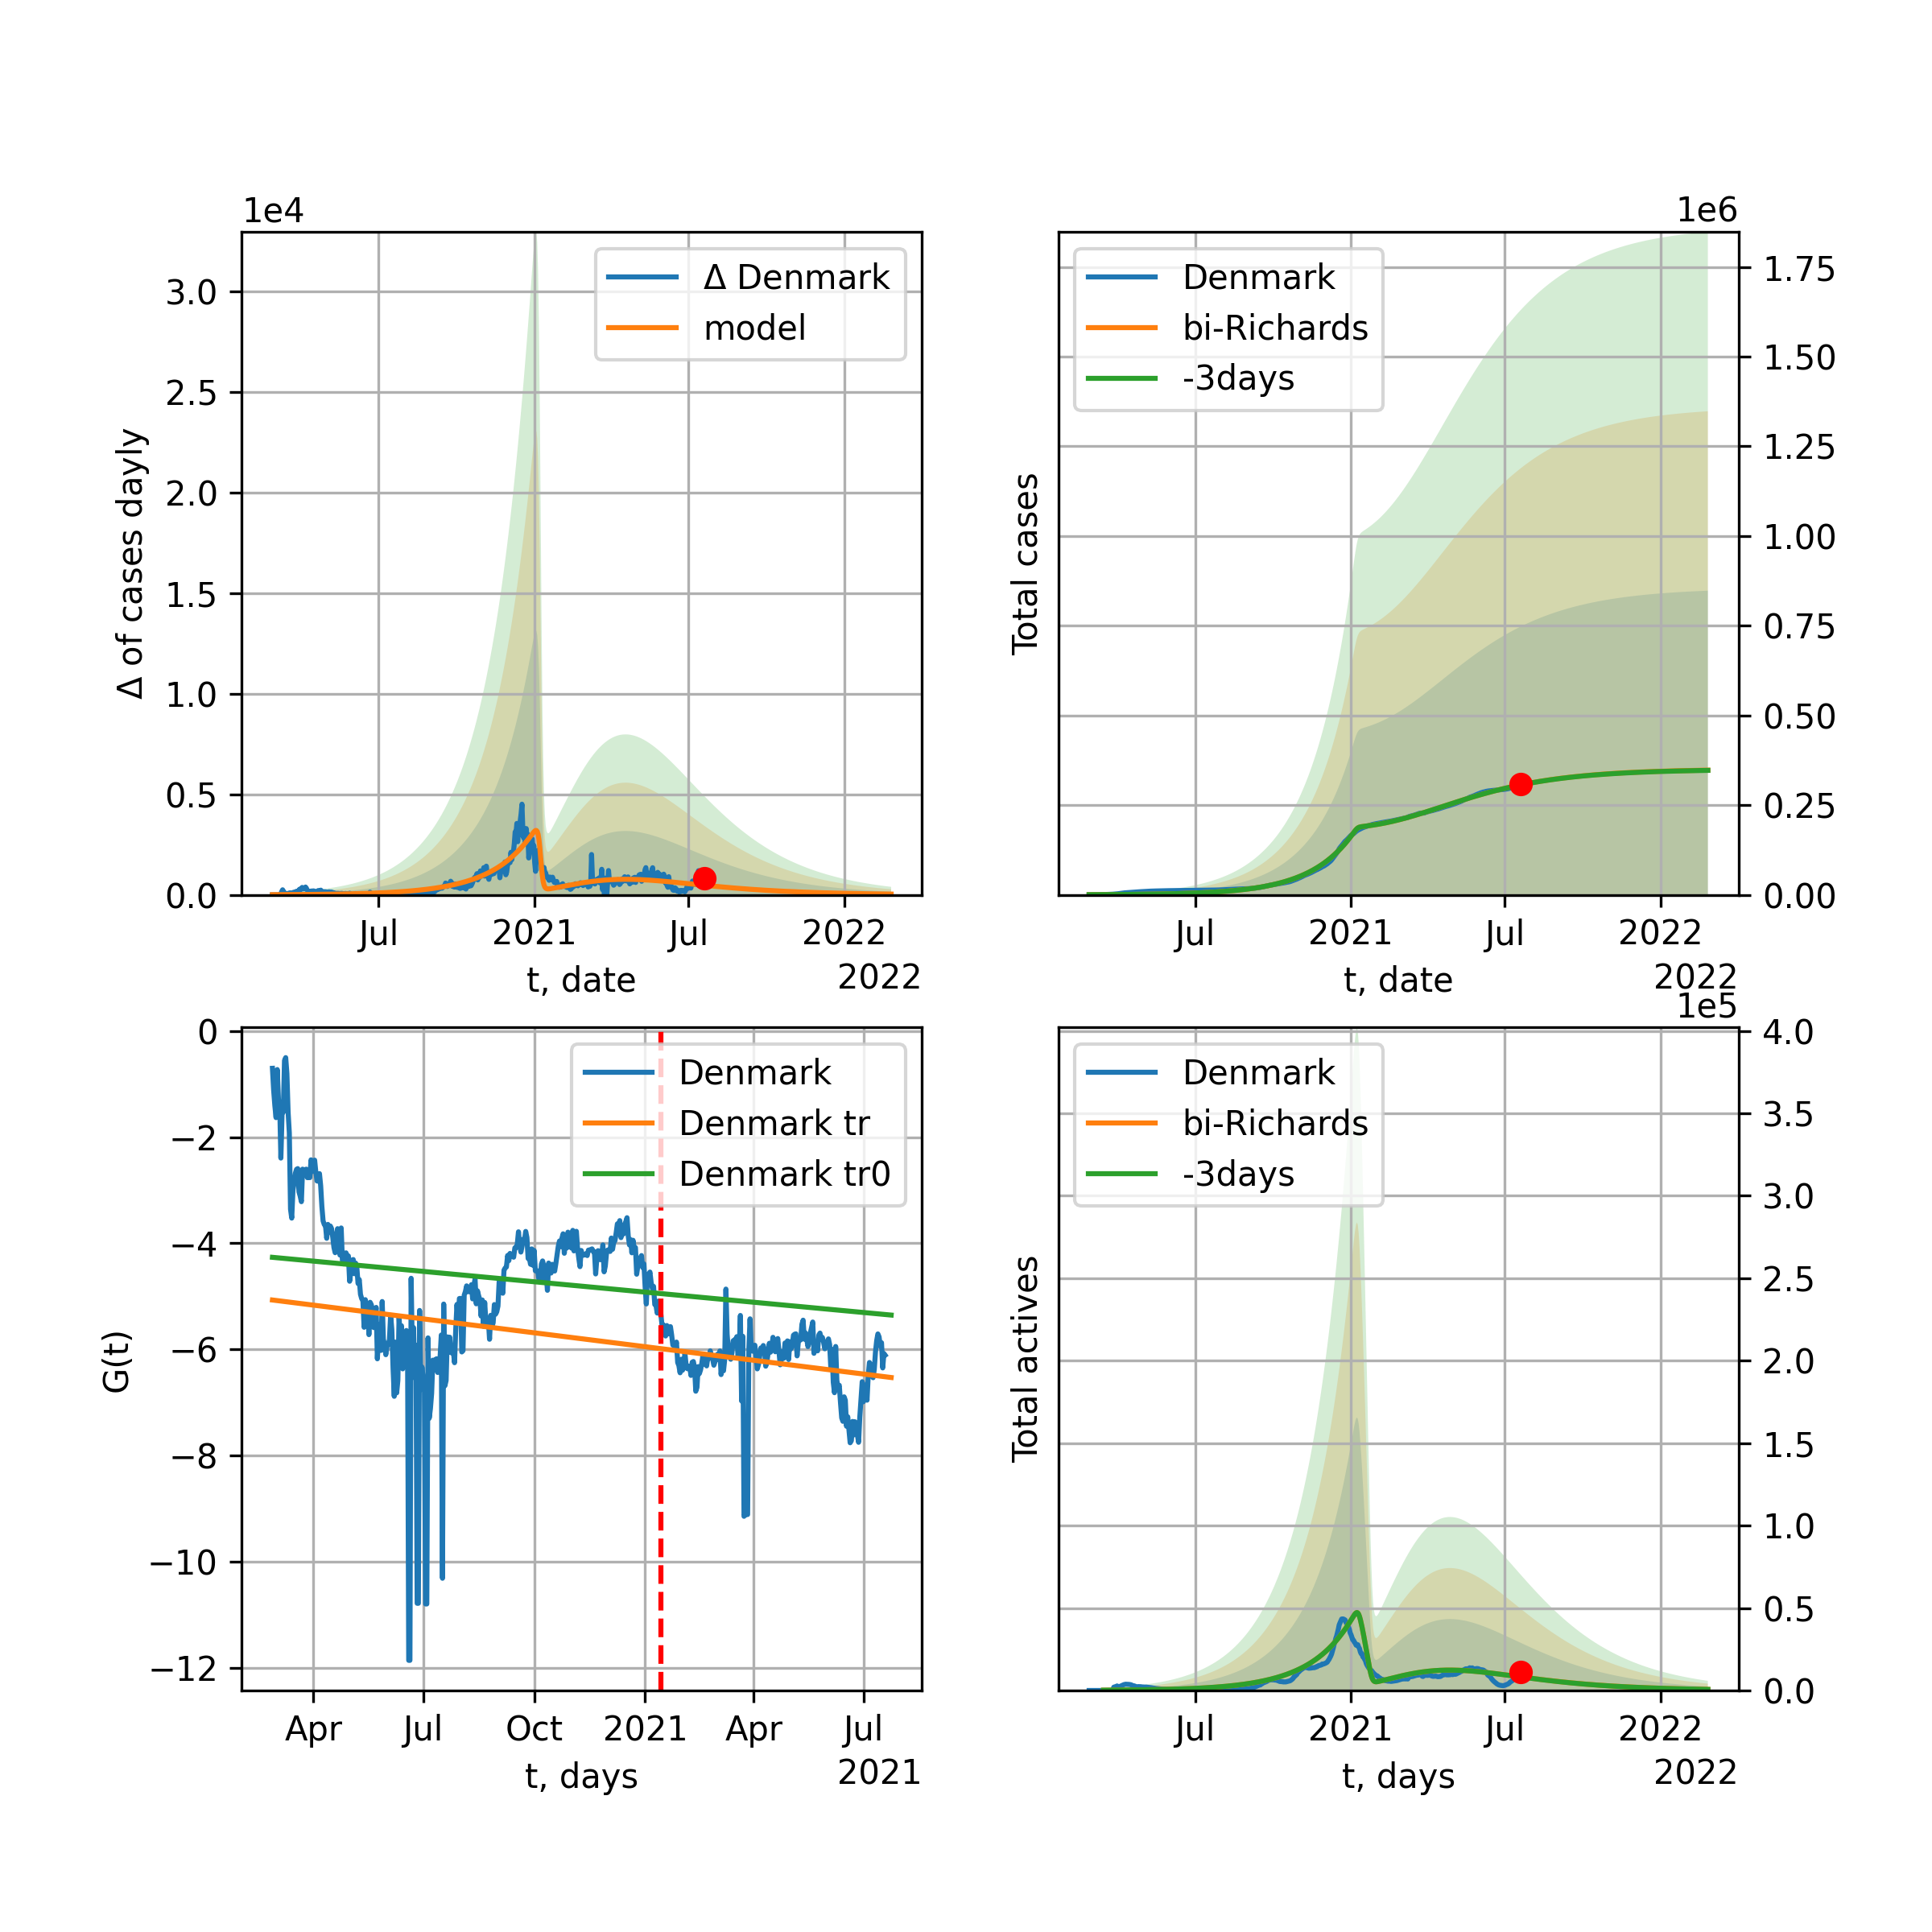 1e4
3.0
2.5
2.0
1.5
1.0
0.5
0.0
Δ of cases dayly
Δ Denmark
model
Jul
2021
Jul
2022
t, date
2022
1e6
1.75
1.50
1.25
1.00
0.75
0.50
0.25
0.00
Total cases
Denmark
bi-Richards
-3days
Jul
2021
Jul
2022
t, date
2022
0
−2
−4
−6
−8
−10
−12
G(t)
Denmark
Denmark tr
Denmark tr0
Apr
Jul
Oct
2021
Apr
Jul
t, days
2021
1e5
4.0
3.5
3.0
2.5
2.0
1.5
1.0
0.5
0.0
Total actives
Denmark
bi-Richards
-3days
Jul
2021
Jul
2022
t, days
2022